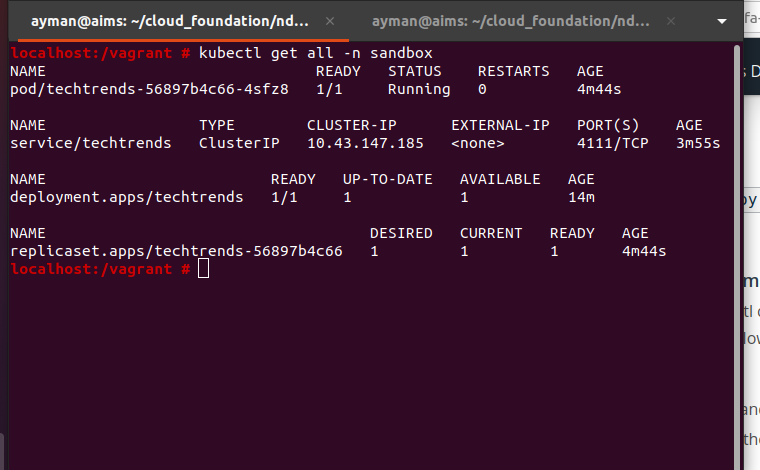 ayman@aims: ~/cloud_foundation/nd... × ayman@aims: ~/cloud_foundation/nd... ×
localhost:/vagrant # kubectl get all -n sandbox
NAME READY STATUS RESTARTS AGE
pod/techtrends-56897b4c66-4sfz8 1/1 Running 0 4m44s
NAME TYPE CLUSTER-IP EXTERNAL-IP PORT(S) AGE
service/techtrends ClusterIP 10.43.147.185 <none> 4111/TCP 3m55s
NAME READY UP-TO-DATE AVAILABLE AGE
deployment.apps/techtrends 1/1 1 1 14m
NAME DESIRED CURRENT READY AGE
replicaset.apps/techtrends-56897b4c66 1 1 1 4m44s
localhost:/vagrant #